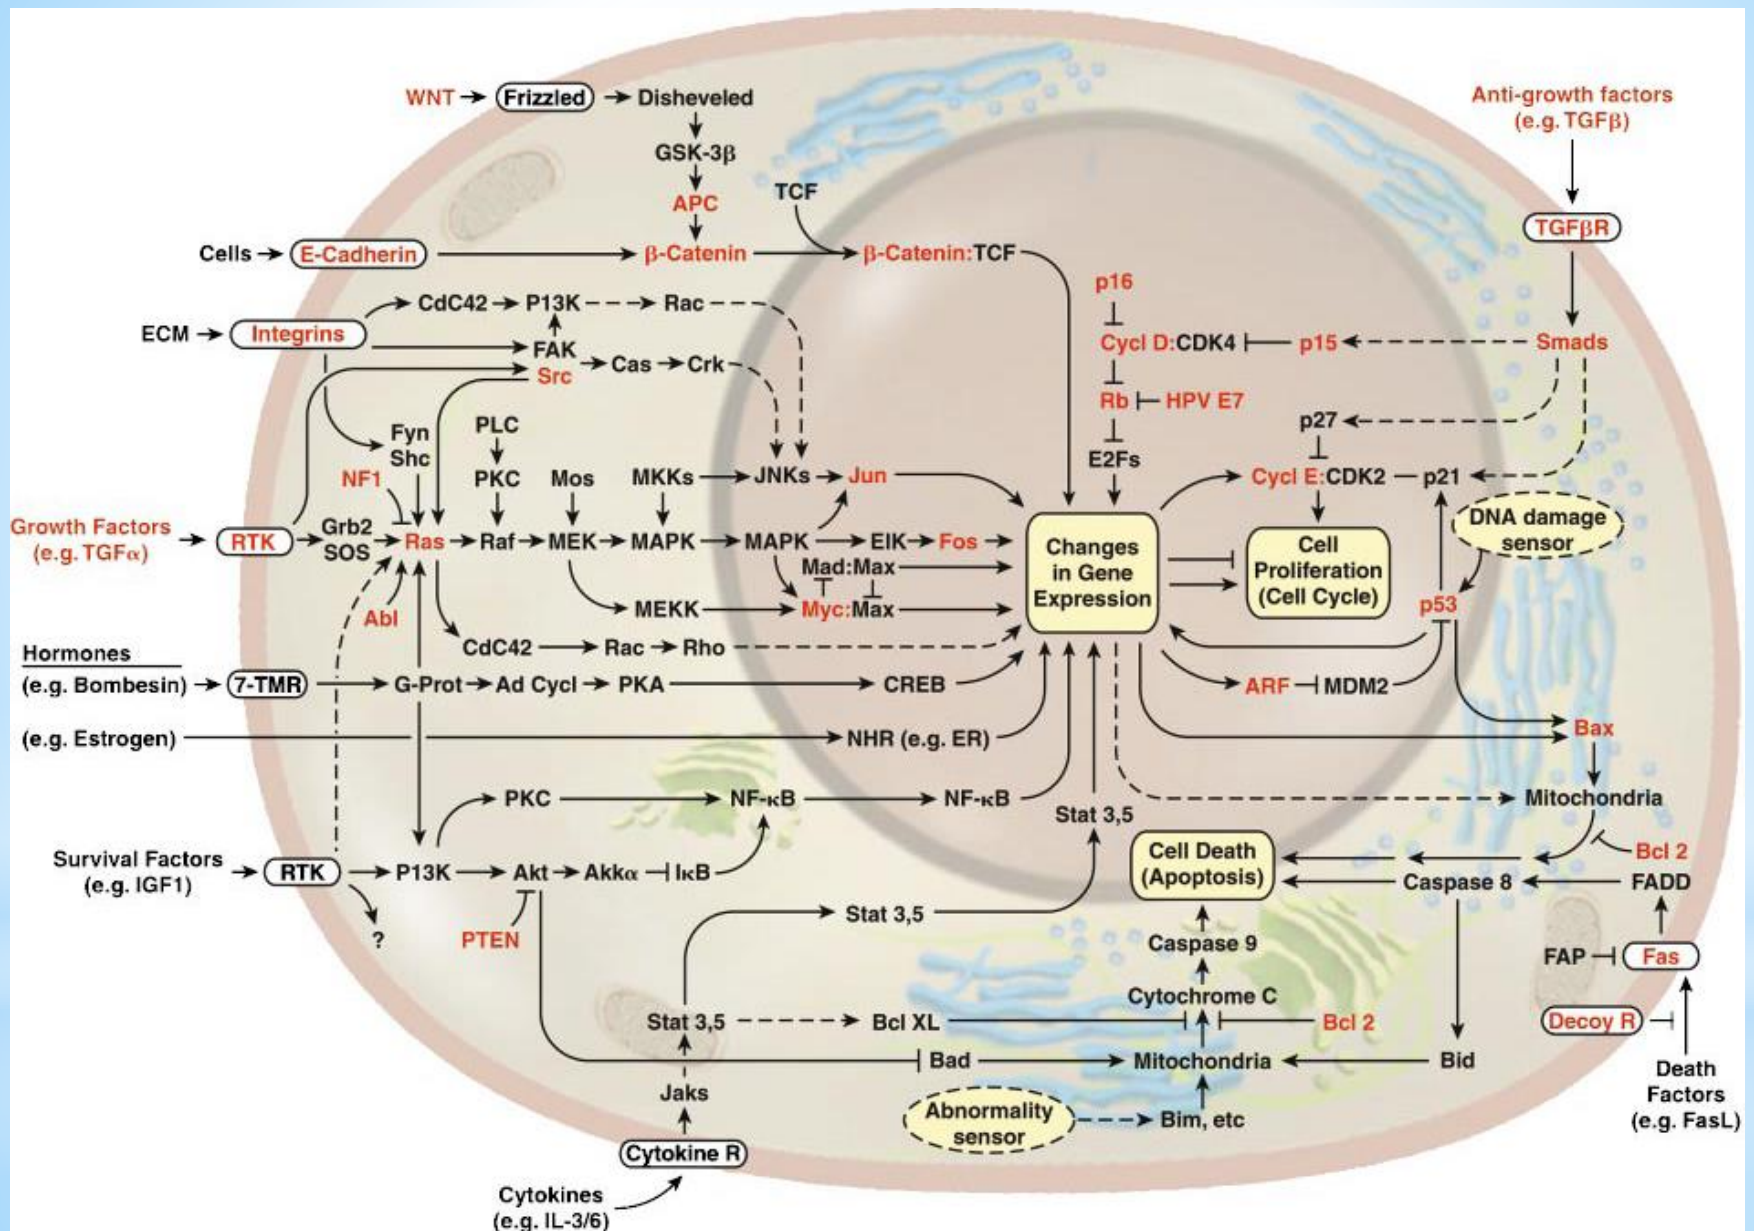 WNT
Frizzled
Disheveled
GSK-3β
APC
TCF
Cells
E-Cadherin
β-Catenin
β-Catenin:TCF
Anti-growth factors
(e.g. TGFβ)
TGFβR
CdC42
P13K
Rac
ECM
Integrins
FAK
Src
Cas
Crk
p16
Cycl D:CDK4
p15
Smads
Rb
HPV E7
E2Fs
p27
Cycl E:CDK2
p21
Fyn
Shc
PLC
NF1
PKC
Mos
MKKs
JNKs
Jun
Growth Factors
(e.g. TGFα)
RTK
Grb2
SOS
Ras
Raf
MEK
MAPK
MAPK
ElK
Fos
Mad:Max
MEKK
Myc:Max
Abl
CdC42
Rac
Rho
Changes
in Gene
Expression
Cell
Proliferation
(Cell Cycle)
DNA damage
sensor
p53
Hormones
(e.g. Bombesin)
7-TMR
G-Prot
Ad Cycl
PKA
CREB
ARF
MDM2
(e.g. Estrogen)
NHR (e.g. ER)
Bax
PKC
NF-κB
NF-κB
Stat 3,5
Mitochondria
Survival Factors
(e.g. IGF1)
RTK
P13K
Akt
Akkα
IκB
?
PTEN
Cell Death
(Apoptosis)
Bcl 2
Caspase 8
FADD
Stat 3,5
Caspase 9
FAP
Fas
Cytochrome C
Stat 3,5
Bcl XL
Bcl 2
Decoy R
Bad
Mitochondria
Bid
Jaks
Death
Factors
(e.g. FasL)
Abnormality
sensor
Bim, etc
Cytokine R
Cytokines
(e.g. IL-3/6)